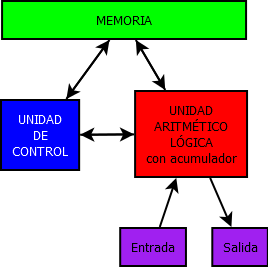 MEMORIA
UNIDAD
DE
CONTROL
UNIDAD
ARITMÉTICO
LÓGICA
con acumulador
Entrada
Salida